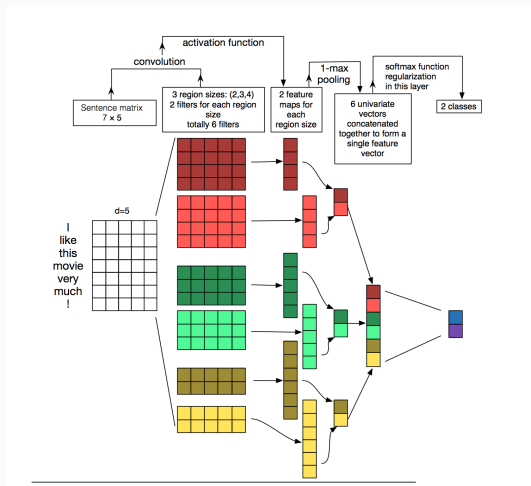 activation function
convolution
1-max
pooling
softmax function
regularization
in this layer
Sentence matrix
7 × 5
3 region sizes: (2,3,4)
2 filters for each region
size
totally 6 filters
2 feature
maps for
each
region size
6 univariate
vectors
concatenated
together to form a
single feature
vector
2 classes
d=5
I
like
this
movie
very
much
!